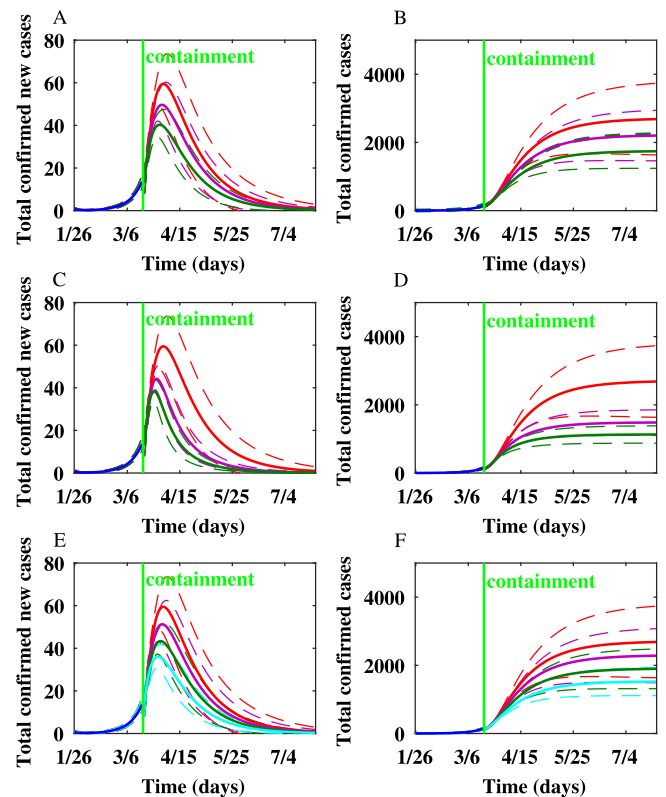 A
B
containment
containment
Total confirmed new cases
80
60
40
20
0
Total confirmed cases
4000
2000
0
1/26 3/6 4/15 5/25 7/4
1/26 3/6 4/15 5/25 7/4
Time (days)
Time (days)
C
D
containment
containment
Total confirmed new cases
80
60
40
20
0
Total confirmed cases
4000
2000
0
1/26 3/6 4/15 5/25 7/4
1/26 3/6 4/15 5/25 7/4
Time (days)
Time (days)
E
F
containment
containment
Total confirmed new cases
80
60
40
20
0
Total confirmed cases
4000
2000
0
1/26 3/6 4/15 5/25 7/4
1/26 3/6 4/15 5/25 7/4
Time (days)
Time (days)